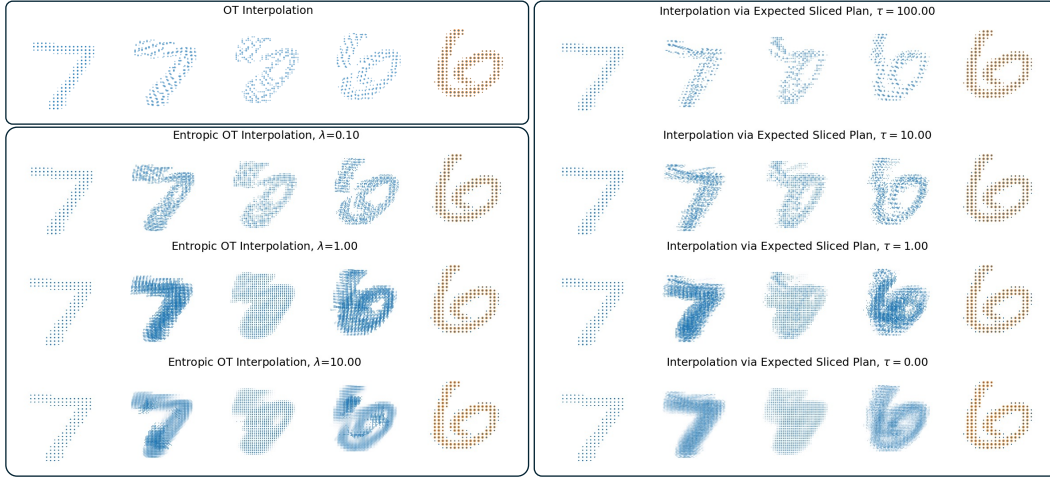 OT Interpolation
Entropic OT Interpolation, λ=0.10
Entropic OT Interpolation, λ=1.00
Entropic OT Interpolation, λ=10.00
Interpolation via Expected Sliced Plan, τ = 100.00
Interpolation via Expected Sliced Plan, τ = 10.00
Interpolation via Expected Sliced Plan, τ = 1.00
Interpolation via Expected Sliced Plan, τ = 0.00